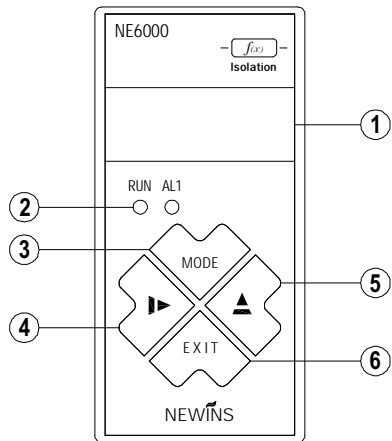 NE6000
f(x)
Isolation
1
RUN AL1
2
3
MODE
5
4
EXIT
6
NEWINS